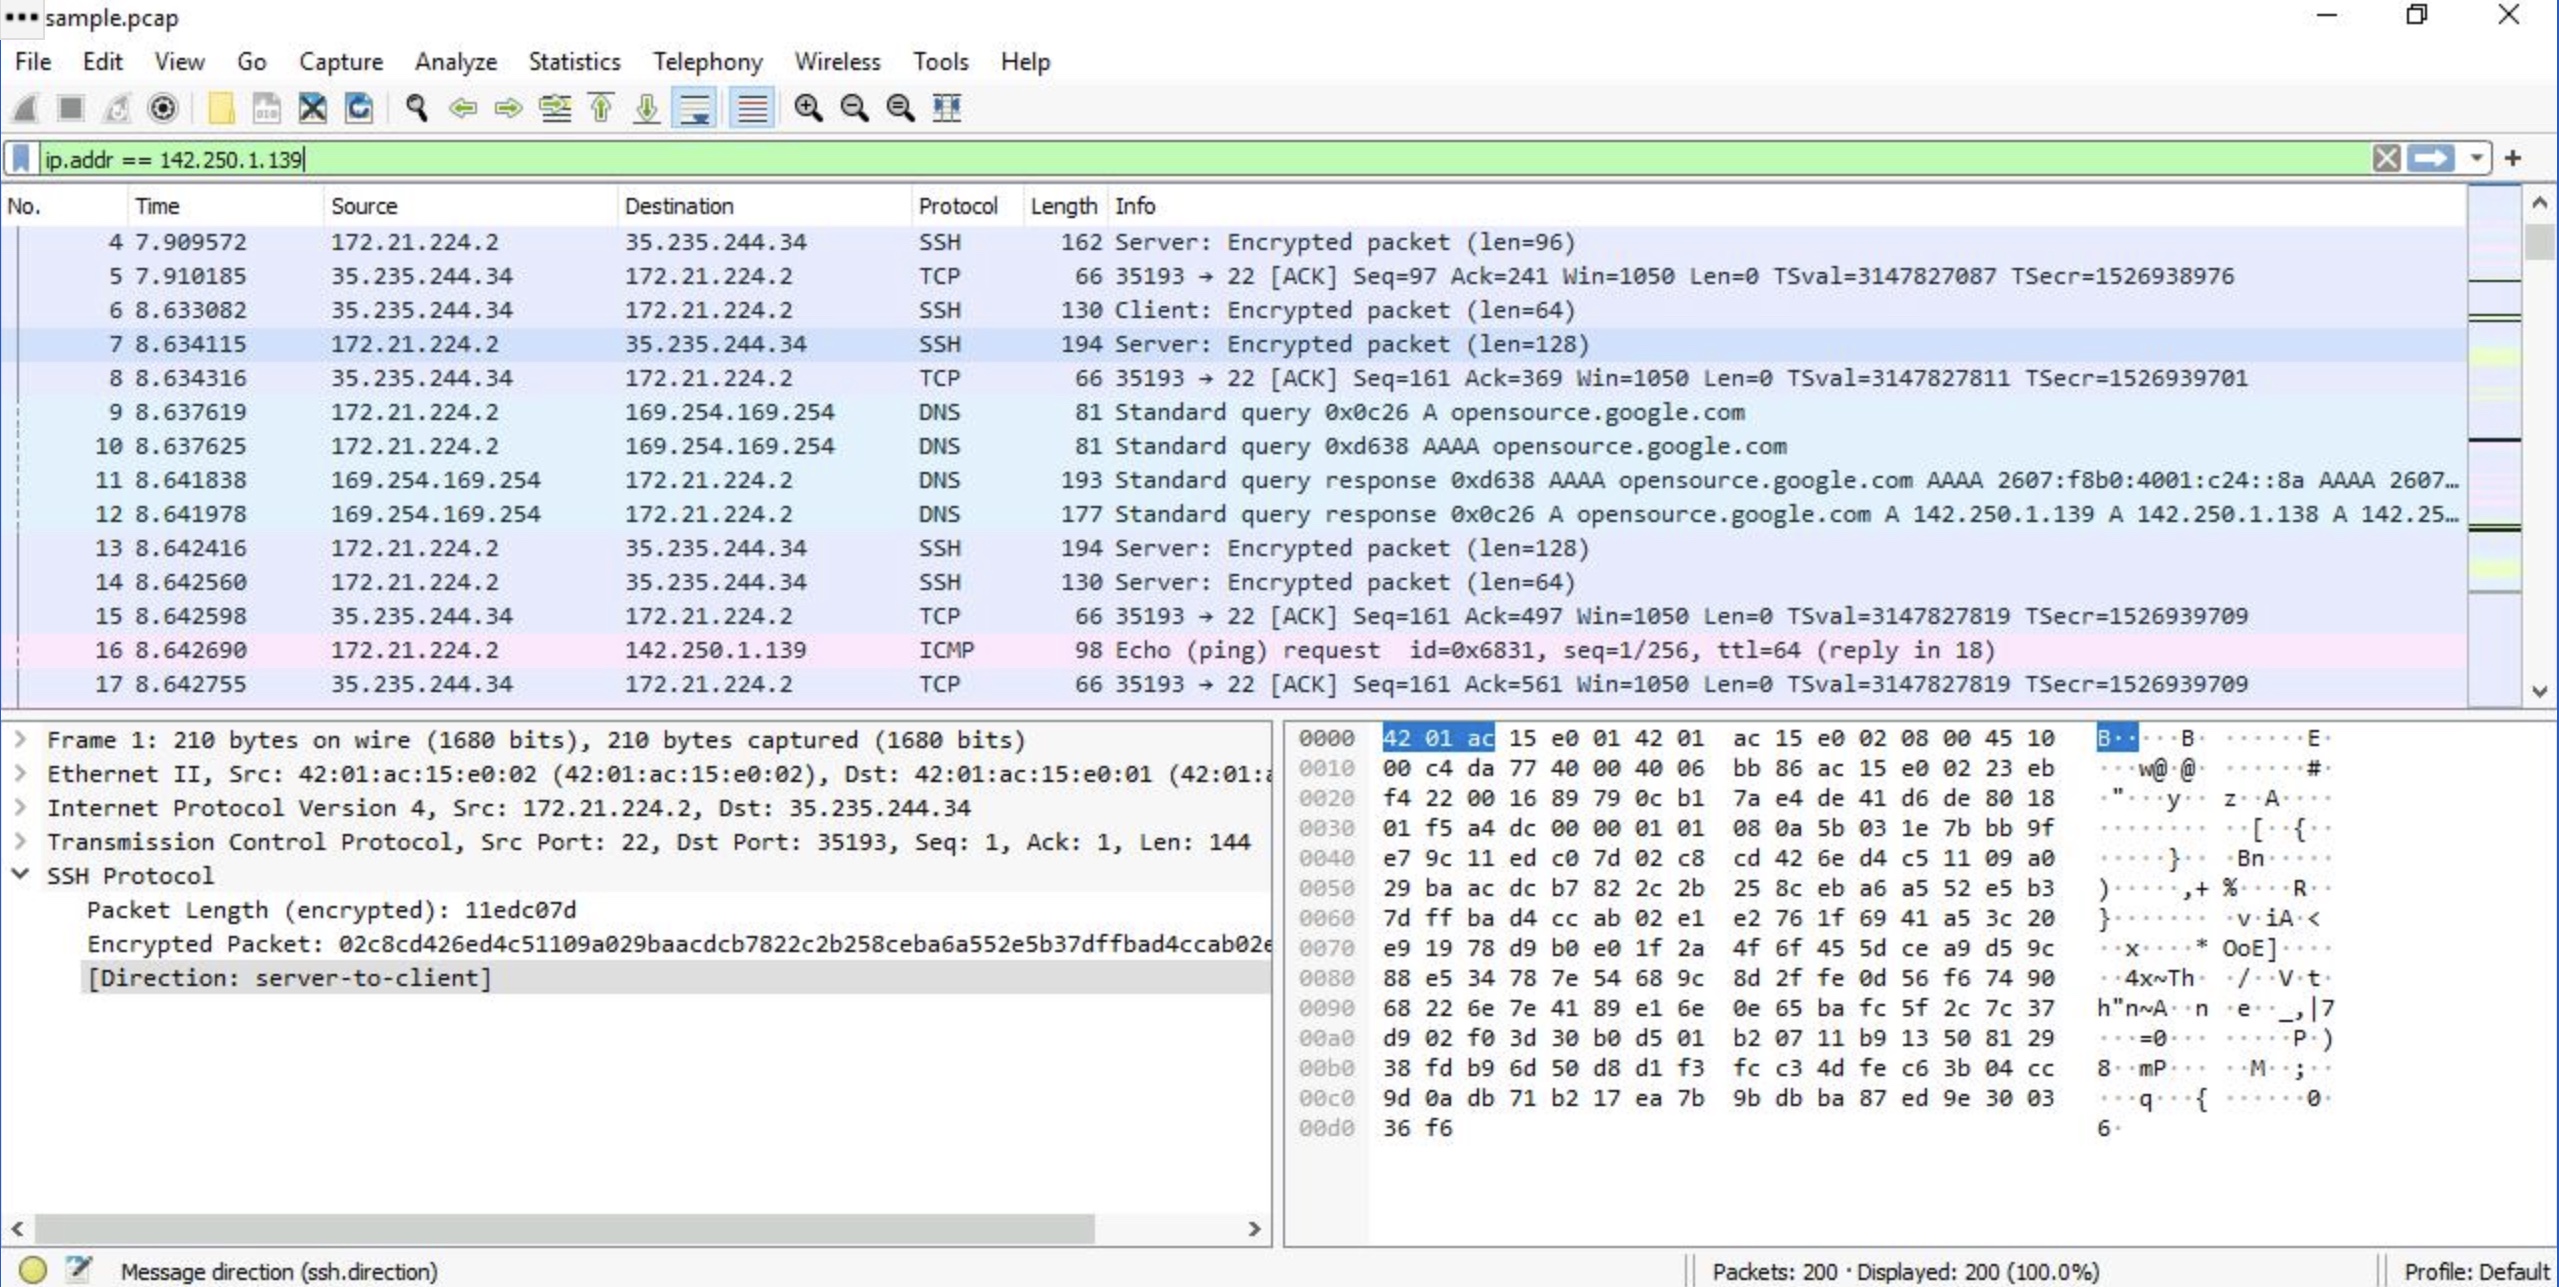 sample.pcap
File Edit View Go Capture Analyze Statistics Telephony Wireless Tools Help
ip.addr == 142.250.1.139
No. Time Source Destination Protocol Length Info
4 7.909572 172.21.224.2 35.235.244.34 SSH 162 Server: Encrypted packet (len=96)
5 7.910185 35.235.244.34 172.21.224.2 TCP 66 35193 → 22 [ACK] Seq=97 Ack=241 Win=1050 Len=0 TSval=3147827087 TSecr=1526938976
6 8.633082 35.235.244.34 172.21.224.2 SSH 130 Client: Encrypted packet (len=64)
7 8.634115 172.21.224.2 35.235.244.34 SSH 194 Server: Encrypted packet (len=128)
8 8.634316 35.235.244.34 172.21.224.2 TCP 66 35193 → 22 [ACK] Seq=161 Ack=369 Win=1050 Len=0 TSval=3147827811 TSecr=1526939701
9 8.637619 172.21.224.2 169.254.169.254 DNS 81 Standard query 0x0c26 A opensource.google.com
10 8.637625 172.21.224.2 169.254.169.254 DNS 81 Standard query 0xd638 AAAA opensource.google.com
11 8.641838 169.254.169.254 172.21.224.2 DNS 193 Standard query response 0xd638 AAAA opensource.google.com AAAA 2607:f8b0:4001:c24::8a AAAA 2607…
12 8.641978 169.254.169.254 172.21.224.2 DNS 177 Standard query response 0x0c26 A opensource.google.com A 142.250.1.139 A 142.250.1.138 A 142.25…
13 8.642416 172.21.224.2 35.235.244.34 SSH 194 Server: Encrypted packet (len=128)
14 8.642560 172.21.224.2 35.235.244.34 SSH 130 Server: Encrypted packet (len=64)
15 8.642598 35.235.244.34 172.21.224.2 TCP 66 35193 → 22 [ACK] Seq=161 Ack=497 Win=1050 Len=0 TSval=3147827819 TSecr=1526939709
16 8.642690 172.21.224.2 142.250.1.139 ICMP 98 Echo (ping) request id=0x6831, seq=1/256, ttl=64 (reply in 18)
17 8.642755 35.235.244.34 172.21.224.2 TCP 66 35193 → 22 [ACK] Seq=161 Ack=561 Win=1050 Len=0 TSval=3147827819 TSecr=1526939709
Frame 1: 210 bytes on wire (1680 bits), 210 bytes captured (1680 bits)
Ethernet II, Src: 42:01:ac:15:e0:02 (42:01:ac:15:e0:02), Dst: 42:01:ac:15:e0:01 (42:01:a
Internet Protocol Version 4, Src: 172.21.224.2, Dst: 35.235.244.34
Transmission Control Protocol, Src Port: 22, Dst Port: 35193, Seq: 1, Ack: 1, Len: 144
SSH Protocol
Packet Length (encrypted): 11edc07d
Encrypted Packet: 02c8cd426ed4c51109a029baacdcb7822c2b258ceba6a552e5b37dffbad4ccab02e
[Direction: server-to-client]
0000 42 01 ac 15 e0 01 42 01 ac 15 e0 02 08 00 45 10 B·····B· ······E·
0010 00 c4 da 77 40 00 40 06 bb 86 ac 15 e0 02 23 eb ···w@·@· ······#·
0020 f4 22 00 16 89 79 0c b1 7a e4 de 41 d6 de 80 18 ·"···y·· z··A····
0030 01 f5 a4 dc 00 00 01 01 08 0a 5b 03 1e 7b bb 9f ········ ··[··{··
0040 e7 9c 11 ed c0 7d 02 c8 cd 42 6e d4 c5 11 09 a0 ·····}·· ·Bn·····
0050 29 ba ac dc b7 82 2c 2b 25 8c eb a6 a5 52 e5 b3 )·····,+ %····R··
0060 7d ff ba d4 cc ab 02 e1 e2 76 1f 69 41 a5 3c 20 }······· ·v·iA·<
0070 e9 19 78 d9 b0 e0 1f 2a 4f 6f 45 5d ce a9 d5 9c ··x····* OoE]····
0080 88 e5 34 78 7e 54 68 9c 8d 2f fe 0d 56 f6 74 90 ··4x~Th· ·/··V·t·
0090 68 22 6e 7e 41 89 e1 6e 0e 65 ba fc 5f 2c 7c 37 h"n~A··n ·e··_,|7
00a0 d9 02 f0 3d 30 b0 d5 01 b2 07 11 b9 13 50 81 29 ···=0··· ·····P·)
00b0 38 fd b9 6d 50 d8 d1 f3 fc c3 4d fe c6 3b 04 cc 8··mP··· ··M··;··
00c0 9d 0a db 71 b2 17 ea 7b 9b db ba 87 ed 9e 30 03 ···q···{ ······0·
00d0 36 f6 6·
Message direction (ssh.direction) Packets: 200 · Displayed: 200 (100.0%) Profile: Default